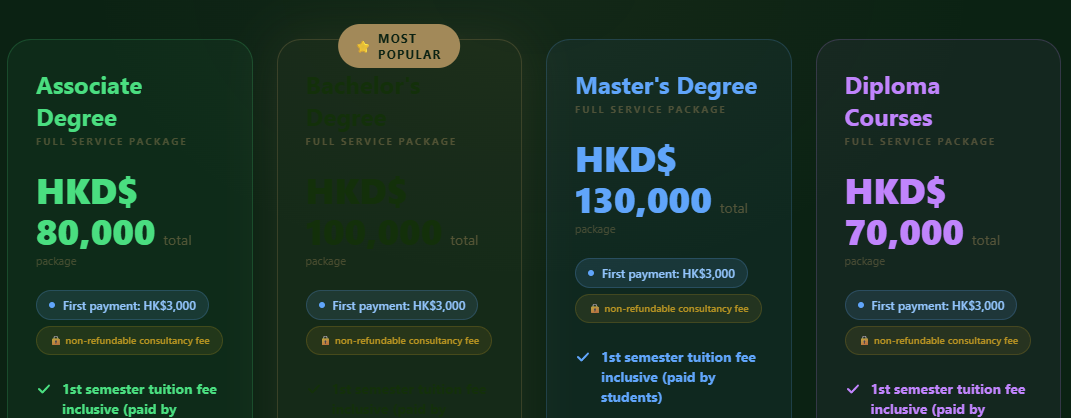 MOST
POPULAR
Associate
Degree
FULL SERVICE PACKAGE
HKD$
80,000 total
package
First payment: HK$3,000
non-refundable consultancy fee
1st semester tuition fee
inclusive (paid by
Bachelor's
Degree
FULL SERVICE PACKAGE
HKD$
100,000 total
package
First payment: HK$3,000
non-refundable consultancy fee
Master's Degree
FULL SERVICE PACKAGE
HKD$
130,000 total
package
First payment: HK$3,000
non-refundable consultancy fee
1st semester tuition fee
inclusive (paid by
students)
Diploma
Courses
FULL SERVICE PACKAGE
HKD$
70,000 total
package
First payment: HK$3,000
non-refundable consultancy fee
1st semester tuition fee
inclusive (paid by